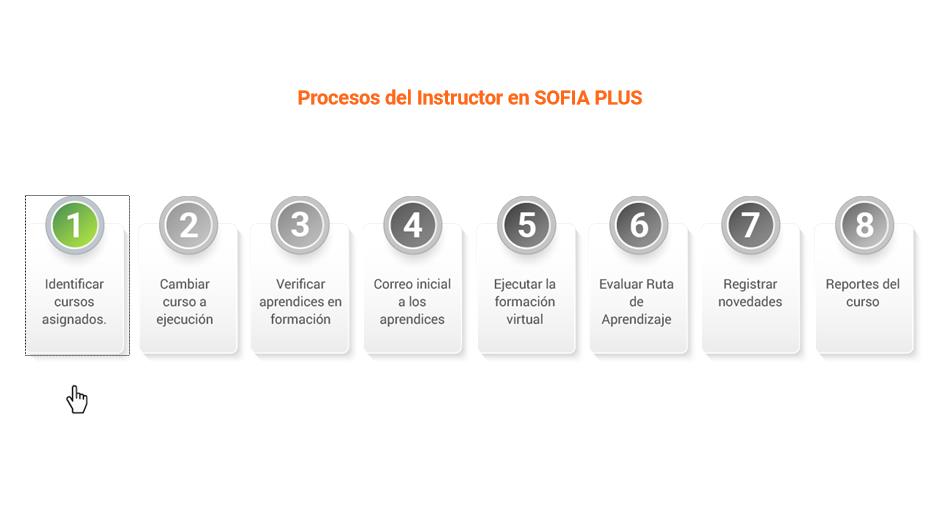 Procesos del Instructor en SOFIA PLUS
1
Identificar
cursos
asignados.
2
Cambiar
curso a
ejecución
3
Verificar
aprendices en
formación
4
Correo inicial
a los
aprendices
5
Ejecutar la
formación
virtual
6
Evaluar Ruta
de
Aprendizaje
7
Registrar
novedades
8
Reportes del
curso